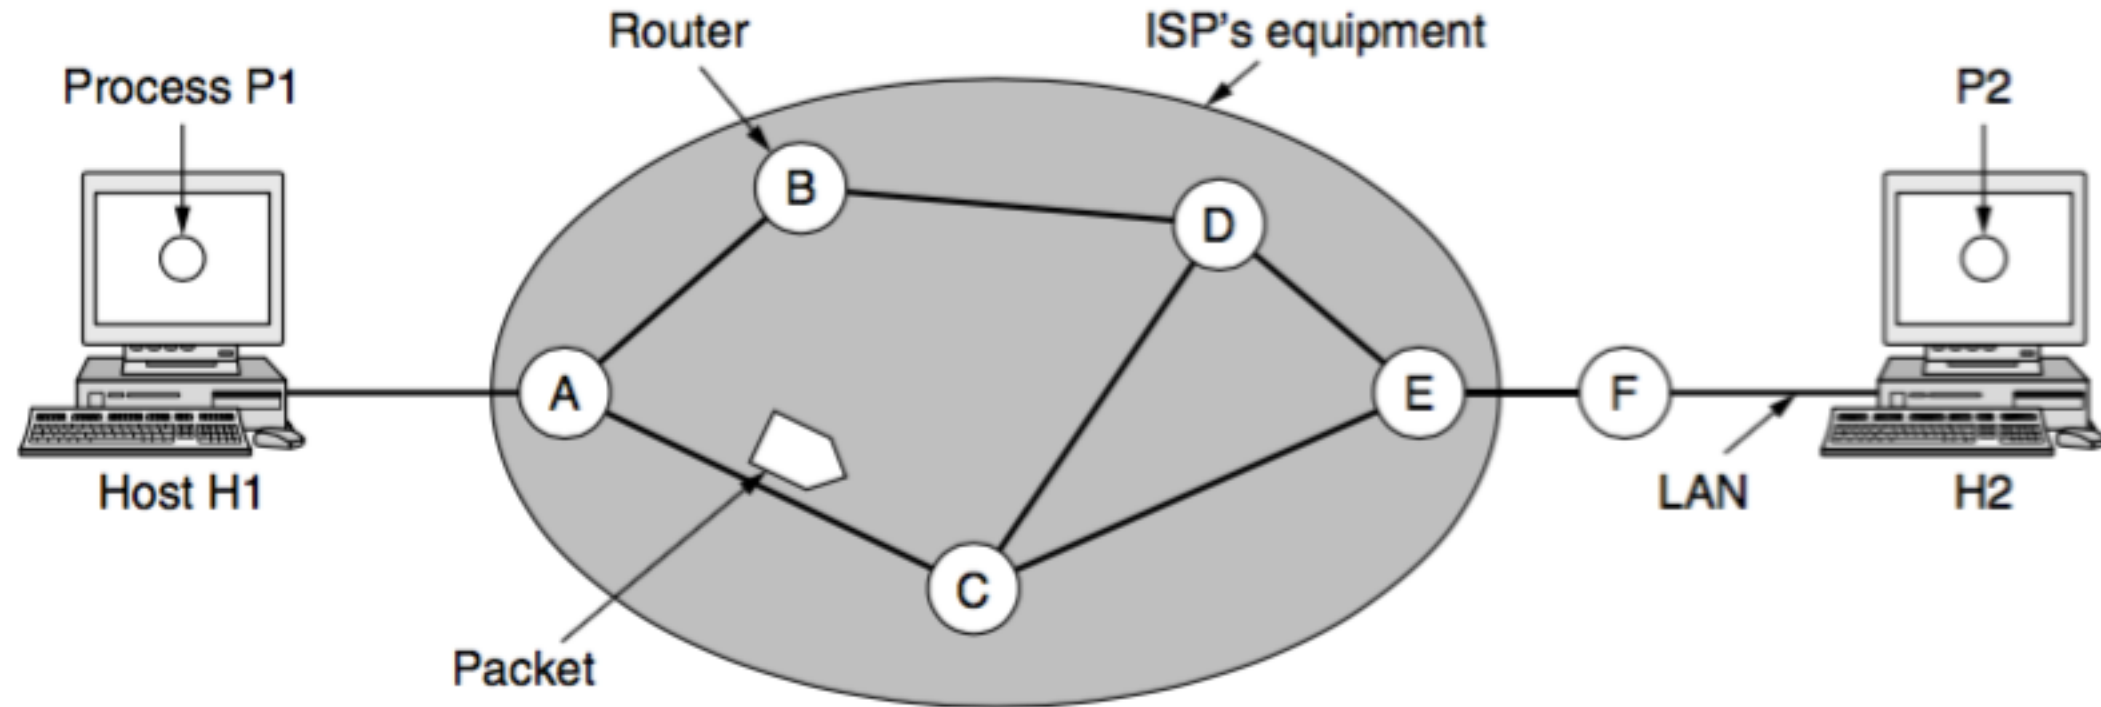 Router
ISP's equipment
Process P1
P2
B
D
A
E
F
Host H1
LAN
H2
C
Packet